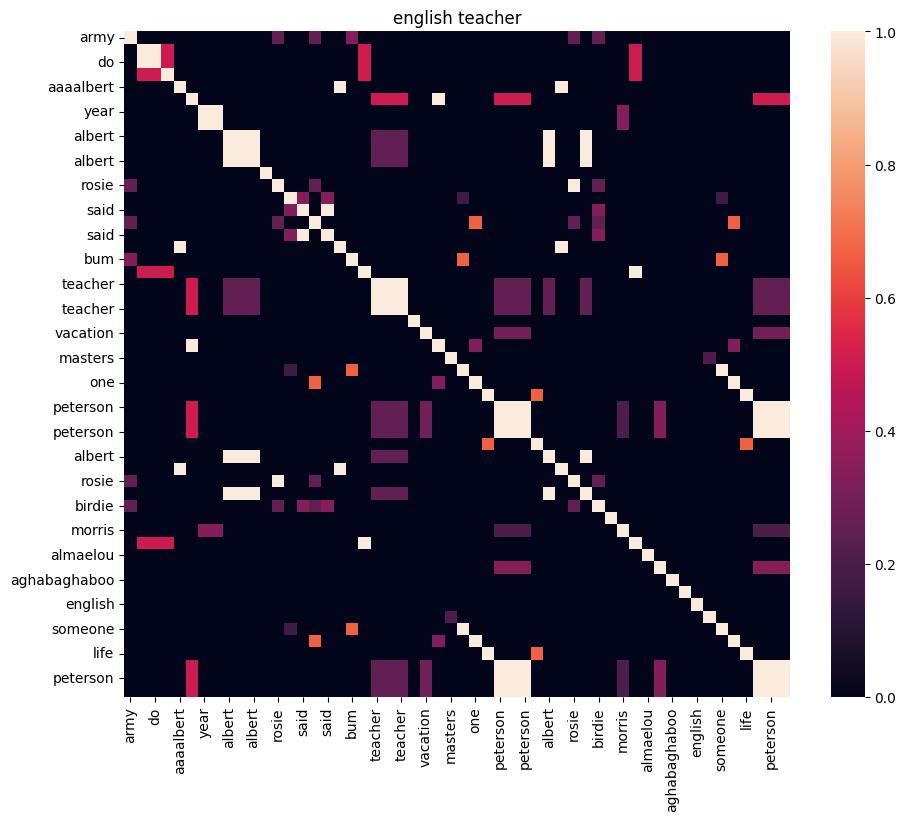 english teacher
army
do
aaaalbert
year
albert
albert
rosie
said
said
bum
teacher
teacher
vacation
masters
one
peterson
peterson
albert
rosie
birdie
morris
almaelou
aghabaghaboo
english
someone
life
peterson
1.0
0.8
0.6
0.4
0.2
0.0
army
do
aaaalbert
year
albert
albert
rosie
said
said
bum
teacher
teacher
vacation
masters
one
peterson
peterson
albert
rosie
birdie
morris
almaelou
aghabaghaboo
english
someone
life
peterson